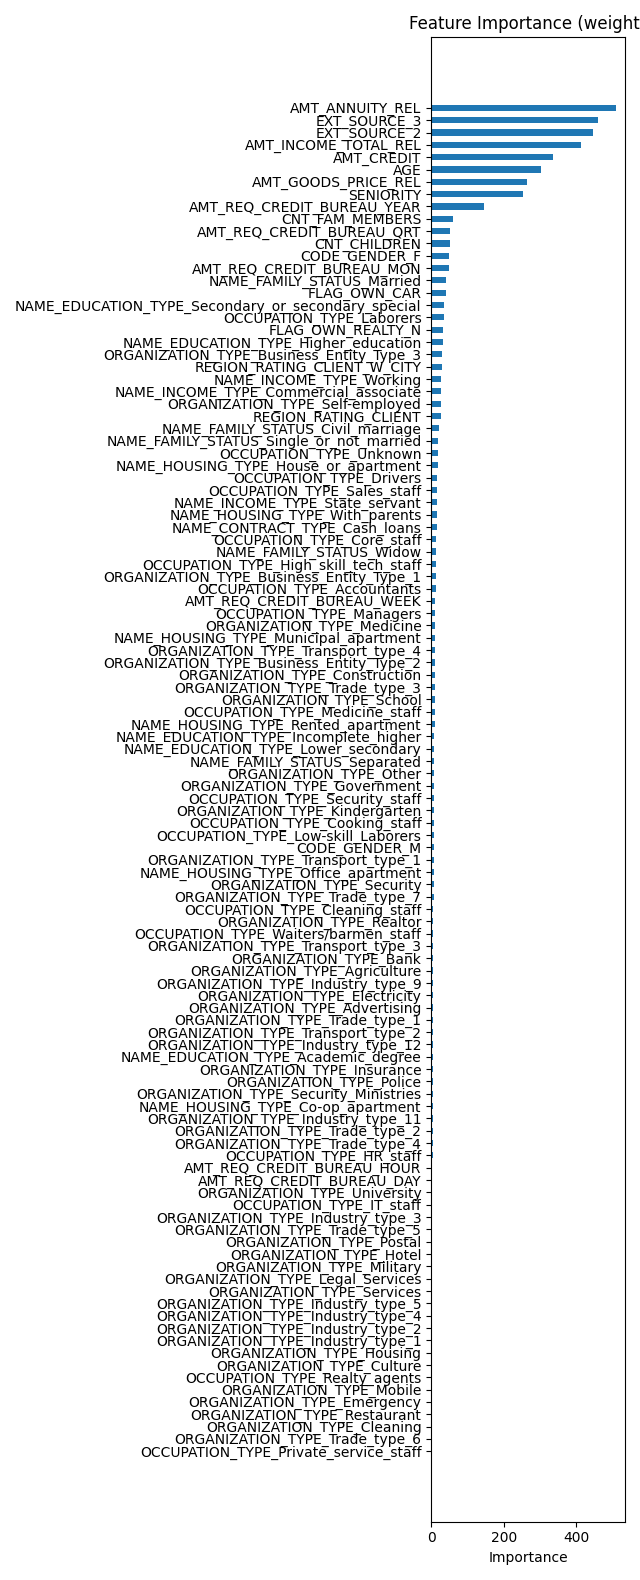 Feature Importance (weight
AMT_ANNUITY_REL
EXT_SOURCE_3
EXT_SOURCE_2
AMT_INCOME_TOTAL_REL
AMT_CREDIT
AGE
AMT_GOODS_PRICE_REL
SENIORITY
AMT_REQ_CREDIT_BUREAU_YEAR
CNT_FAM_MEMBERS
AMT_REQ_CREDIT_BUREAU_QRT
CNT_CHILDREN
CODE_GENDER_F
AMT_REQ_CREDIT_BUREAU_MON
NAME_FAMILY_STATUS_Married
FLAG_OWN_CAR
NAME_EDUCATION_TYPE_Secondary_or_secondary_special
OCCUPATION_TYPE_Laborers
FLAG_OWN_REALTY_N
NAME_EDUCATION_TYPE_Higher_education
ORGANIZATION_TYPE_Business_Entity_Type_3
REGION_RATING_CLIENT_W_CITY
NAME_INCOME_TYPE_Working
NAME_INCOME_TYPE_Commercial_associate
ORGANIZATION_TYPE_Self-employed
REGION_RATING_CLIENT
NAME_FAMILY_STATUS_Civil_marriage
NAME_FAMILY_STATUS_Single_or_not_married
OCCUPATION_TYPE_Unknown
NAME_HOUSING_TYPE_House_or_apartment
OCCUPATION_TYPE_Drivers
OCCUPATION_TYPE_Sales_staff
NAME_INCOME_TYPE_State_servant
NAME_HOUSING_TYPE_With_parents
NAME_CONTRACT_TYPE_Cash_loans
OCCUPATION_TYPE_Core_staff
NAME_FAMILY_STATUS_Widow
OCCUPATION_TYPE_High_skill_tech_staff
ORGANIZATION_TYPE_Business_Entity_Type_1
OCCUPATION_TYPE_Accountants
AMT_REQ_CREDIT_BUREAU_WEEK
OCCUPATION_TYPE_Managers
ORGANIZATION_TYPE_Medicine
NAME_HOUSING_TYPE_Municipal_apartment
ORGANIZATION_TYPE_Transport_type_4
ORGANIZATION_TYPE_Business_Entity_Type_2
ORGANIZATION_TYPE_Construction
ORGANIZATION_TYPE_Trade_type_3
ORGANIZATION_TYPE_School
OCCUPATION_TYPE_Medicine_staff
NAME_HOUSING_TYPE_Rented_apartment
NAME_EDUCATION_TYPE_Incomplete_higher
NAME_EDUCATION_TYPE_Lower_secondary
NAME_FAMILY_STATUS_Separated
ORGANIZATION_TYPE_Other
ORGANIZATION_TYPE_Government
OCCUPATION_TYPE_Security_staff
ORGANIZATION_TYPE_Kindergarten
OCCUPATION_TYPE_Cooking_staff
OCCUPATION_TYPE_Low-skill_Laborers
CODE_GENDER_M
ORGANIZATION_TYPE_Transport_type_1
NAME_HOUSING_TYPE_Office_apartment
ORGANIZATION_TYPE_Security
ORGANIZATION_TYPE_Trade_type_7
OCCUPATION_TYPE_Cleaning_staff
ORGANIZATION_TYPE_Realtor
OCCUPATION_TYPE_Waiters/barmen_staff
ORGANIZATION_TYPE_Transport_type_3
ORGANIZATION_TYPE_Bank
ORGANIZATION_TYPE_Agriculture
ORGANIZATION_TYPE_Industry_type_9
ORGANIZATION_TYPE_Electricity
ORGANIZATION_TYPE_Advertising
ORGANIZATION_TYPE_Trade_type_1
ORGANIZATION_TYPE_Transport_type_2
ORGANIZATION_TYPE_Industry_type_12
NAME_EDUCATION_TYPE_Academic_degree
ORGANIZATION_TYPE_Insurance
ORGANIZATION_TYPE_Police
ORGANIZATION_TYPE_Security_Ministries
NAME_HOUSING_TYPE_Co-op_apartment
ORGANIZATION_TYPE_Industry_type_11
ORGANIZATION_TYPE_Trade_type_2
ORGANIZATION_TYPE_Trade_type_4
OCCUPATION_TYPE_HR_staff
AMT_REQ_CREDIT_BUREAU_HOUR
AMT_REQ_CREDIT_BUREAU_DAY
ORGANIZATION_TYPE_University
OCCUPATION_TYPE_IT_staff
ORGANIZATION_TYPE_Industry_type_3
ORGANIZATION_TYPE_Trade_type_5
ORGANIZATION_TYPE_Postal
ORGANIZATION_TYPE_Hotel
ORGANIZATION_TYPE_Military
ORGANIZATION_TYPE_Legal_Services
ORGANIZATION_TYPE_Services
ORGANIZATION_TYPE_Industry_type_5
ORGANIZATION_TYPE_Industry_type_4
ORGANIZATION_TYPE_Industry_type_2
ORGANIZATION_TYPE_Industry_type_1
ORGANIZATION_TYPE_Housing
ORGANIZATION_TYPE_Culture
OCCUPATION_TYPE_Realty_agents
ORGANIZATION_TYPE_Mobile
ORGANIZATION_TYPE_Emergency
ORGANIZATION_TYPE_Restaurant
ORGANIZATION_TYPE_Cleaning
ORGANIZATION_TYPE_Trade_type_6
OCCUPATION_TYPE_Private_service_staff
0 200 400
Importance